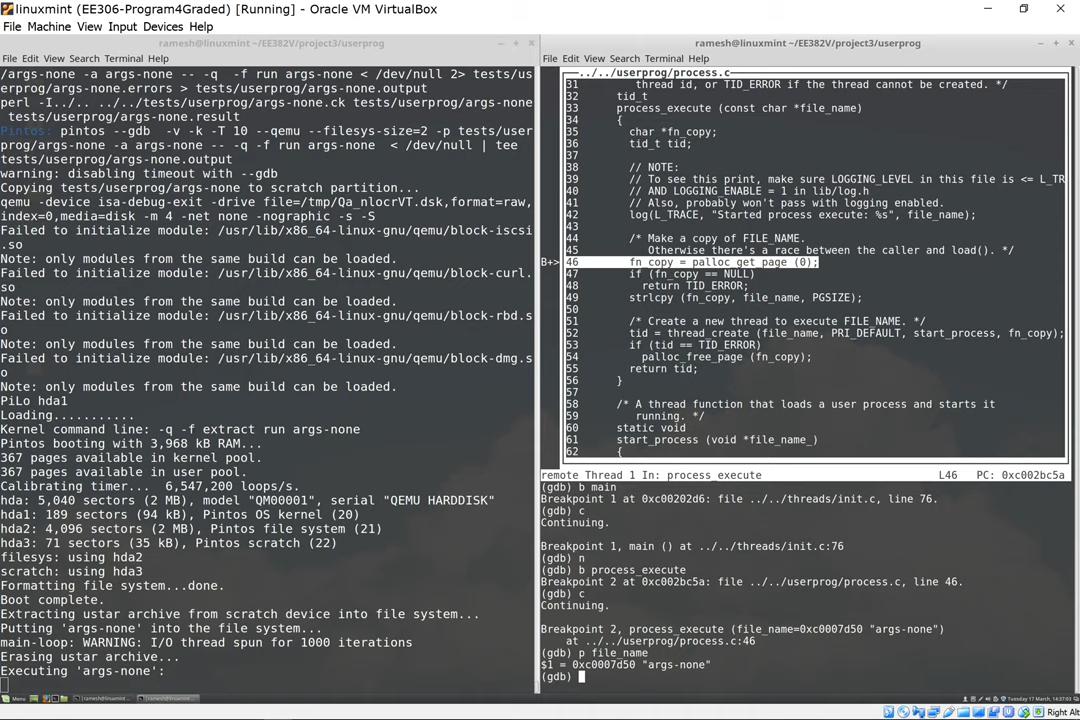 linuxmint (EE306-Program4Graded) [Running] - Oracle VM VirtualBox
File Machine View Input Devices Help
ramesh@linuxmint ~/EE382V/project3/userprog
File Edit View Search Terminal Help
/args-none -a args-none -- -q  -f run args-none < /dev/null 2> tests/us
erprog/args-none.errors > tests/userprog/args-none.output
perl -I../.. ../../tests/userprog/args-none.ck tests/userprog/args-none
 tests/userprog/args-none.result
Pintos: pintos --gdb  -v -k -T 10 --qemu --filesys-size=2 -p tests/user
prog/args-none -a args-none -- -q -f run args-none  < /dev/null | tee
tests/userprog/args-none.output
warning: disabling timeout with --gdb
Copying tests/userprog/args-none to scratch partition...
qemu -device isa-debug-exit -drive file=/tmp/Qa_nlocrVT.dsk,format=raw,
index=0,media=disk -m 4 -net none -nographic -s -S
Failed to initialize module: /usr/lib/x86_64-linux-gnu/qemu/block-iscsi
.so
Note: only modules from the same build can be loaded.
Failed to initialize module: /usr/lib/x86_64-linux-gnu/qemu/block-curl.
so
Note: only modules from the same build can be loaded.
Failed to initialize module: /usr/lib/x86_64-linux-gnu/qemu/block-rbd.s
o
Note: only modules from the same build can be loaded.
Failed to initialize module: /usr/lib/x86_64-linux-gnu/qemu/block-dmg.s
o
Note: only modules from the same build can be loaded.
PiLo hda1
Loading...........
Kernel command line: -q -f extract run args-none
Pintos booting with 3,968 kB RAM...
367 pages available in kernel pool.
367 pages available in user pool.
Calibrating timer...  6,547,200 loops/s.
hda: 5,040 sectors (2 MB), model "QM00001", serial "QEMU HARDDISK"
hda1: 189 sectors (94 kB), Pintos OS kernel (20)
hda2: 4,096 sectors (2 MB), Pintos file system (21)
hda3: 71 sectors (35 kB), Pintos scratch (22)
filesys: using hda2
scratch: using hda3
Formatting file system...done.
Boot complete.
Extracting ustar archive from scratch device into file system...
Putting 'args-none' into the file system...
main-loop: WARNING: I/O thread spun for 1000 iterations
Erasing ustar archive...
Executing 'args-none':
ramesh@linuxmint ~/EE382V/project3/userprog
File Edit View Search Terminal Help
../../userprog/process.c
31 thread id, or TID_ERROR if the thread cannot be created. */
32 tid_t
33 process_execute (const char *file_name)
34 {
35 char *fn_copy;
36 tid_t tid;
37
38 // NOTE:
39 // To see this print, make sure LOGGING_LEVEL in this file is <= L_TR
40 // AND LOGGING_ENABLE = 1 in lib/log.h
41 // Also, probably won't pass with logging enabled.
42 log(L_TRACE, "Started process execute: %s", file_name);
43
44 /* Make a copy of FILE_NAME.
45 Otherwise there's a race between the caller and load(). */
B+> 46 fn_copy = palloc_get_page (0);
47 if (fn_copy == NULL)
48 return TID_ERROR;
49 strlcpy (fn_copy, file_name, PGSIZE);
50
51 /* Create a new thread to execute FILE_NAME. */
52 tid = thread_create (file_name, PRI_DEFAULT, start_process, fn_copy);
53 if (tid == TID_ERROR)
54 palloc_free_page (fn_copy);
55 return tid;
56 }
57
58 /* A thread function that loads a user process and starts it
59 running. */
60 static void
61 start_process (void *file_name_)
62 {
remote Thread 1 In: process_execute L46 PC: 0xc002bc5a
(gdb) b main
Breakpoint 1 at 0xc00202d6: file ../../threads/init.c, line 76.
(gdb) c
Continuing.
Breakpoint 1, main () at ../../threads/init.c:76
(gdb) n
(gdb) b process_execute
Breakpoint 2 at 0xc002bc5a: file ../../userprog/process.c, line 46.
(gdb) c
Continuing.
Breakpoint 2, process_execute (file_name=0xc0007d50 "args-none")
at ../../userprog/process.c:46
(gdb) p file_name
$1 = 0xc0007d50 "args-none"
(gdb)
Menu
Tuesday 17 March, 14:37:03
Right Alt